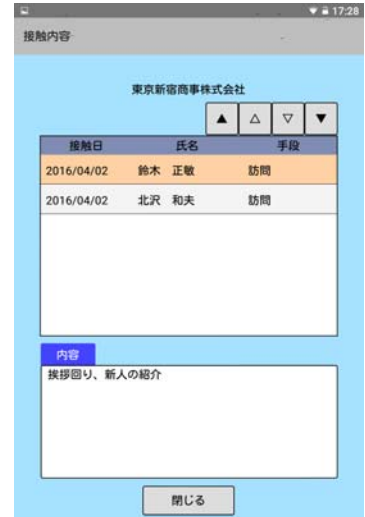 17:28
接触内容
東京新宿商事株式会社
▲ △ ▽ ▼
接触日 氏名 手段
2016/04/02 鈴木 正敏 訪問
2016/04/02 北沢 和夫 訪問
内容
挨拶回り、新人の紹介
閉じる